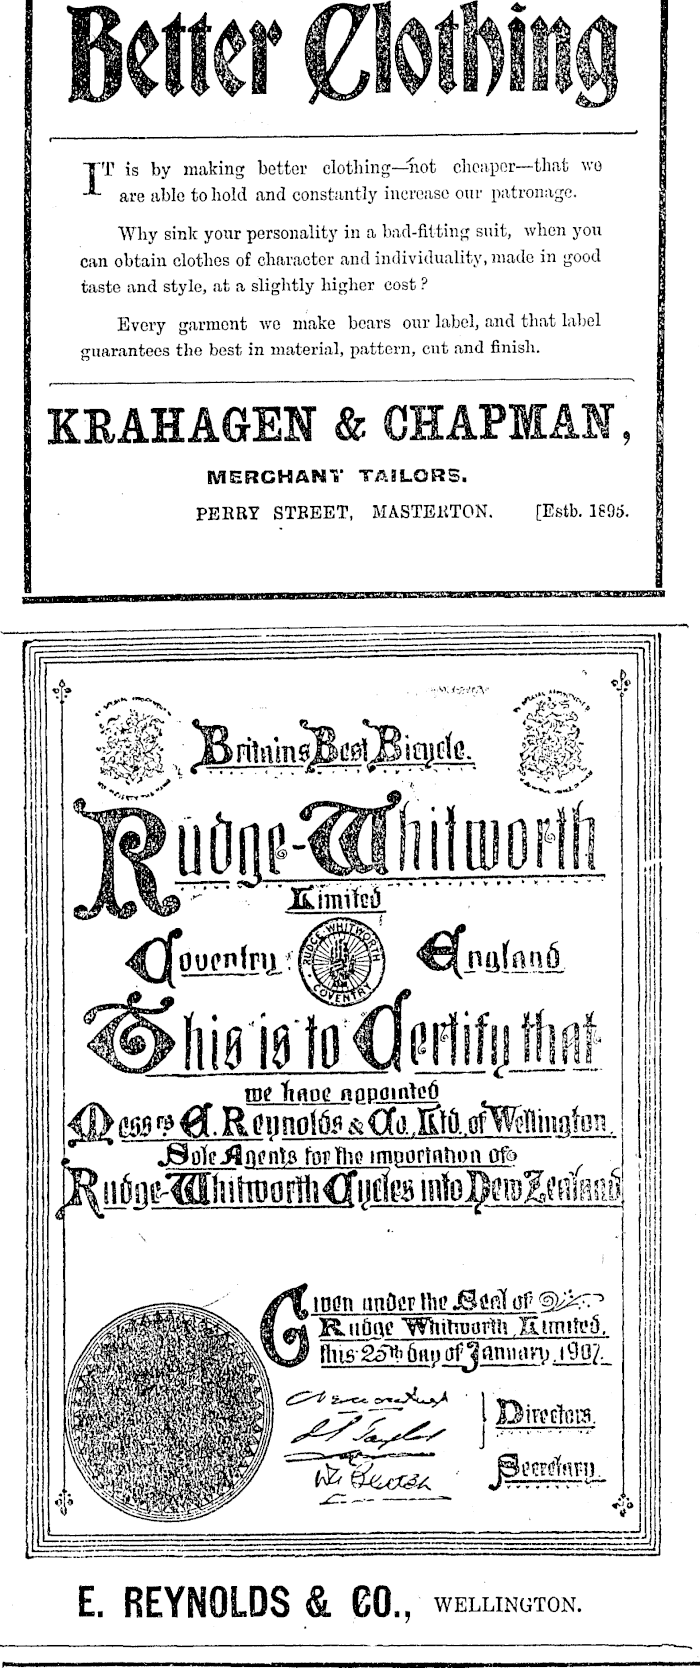 Better Clothing
IT is by making better clothing—not cheaper—that we
are able to hold and constantly increase our patronage.
Why sink your personality in a bad-fitting suit, when you
can obtain clothes of character and individuality, made in good
taste and style, at a slightly higher cost?
Every garment we make bears our label, and that label
guarantees the best in material, pattern, cut and finish.
KRAHAGEN & CHAPMAN,
MERCHANT TAILORS.
PERRY STREET, MASTERTON. [Estb. 1895.
BY SPECIAL APPOINTMENT
Britains Best Bicycle.
BY SPECIAL APPOINTMENT
Rudge-Whitworth
Limited
Coventry
RUDGE-WHITWORTH
COVENTRY
England
This is to Certify that
we have appointed
Messrs E. Reynolds & Co. Ltd. of Wellington.
Sole Agents for the importation of
Rudge-Whitworth Cycles into New Zealand
Given under the Seal of
Rudge Whitworth Limited.
this 25th day of January, 1907.
Directors.
Secretary.
E. REYNOLDS & CO., WELLINGTON.